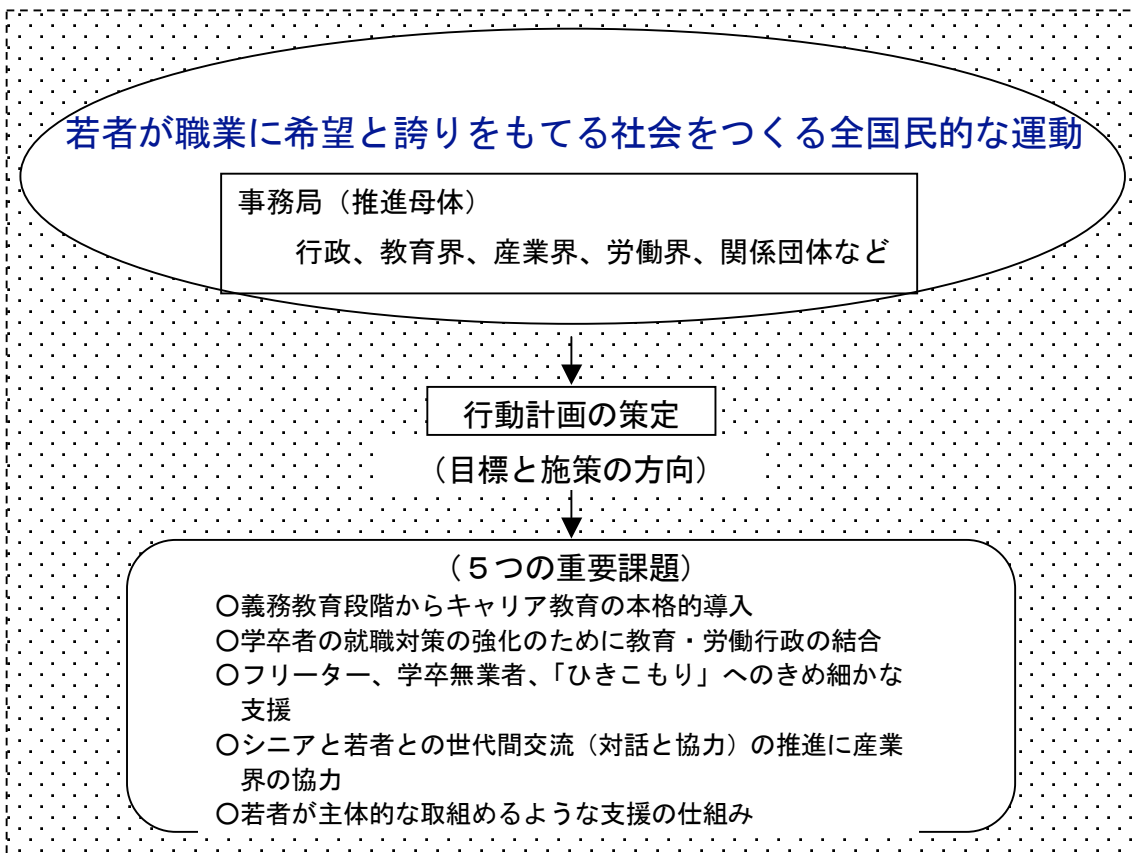 若者が職業に希望と誇りをもてる社会をつくる全国民的な運動
事務局（推進母体）
行政、教育界、産業界、労働界、関係団体など
行動計画の策定
（目標と施策の方向）
（５つの重要課題）
○義務教育段階からキャリア教育の本格的導入
○学卒者の就職対策の強化のために教育・労働行政の結合
○フリーター、学卒無業者、「ひきこもり」へのきめ細かな
支援
○シニアと若者との世代間交流（対話と協力）の推進に産業
界の協力
○若者が主体的な取組めるような支援の仕組み